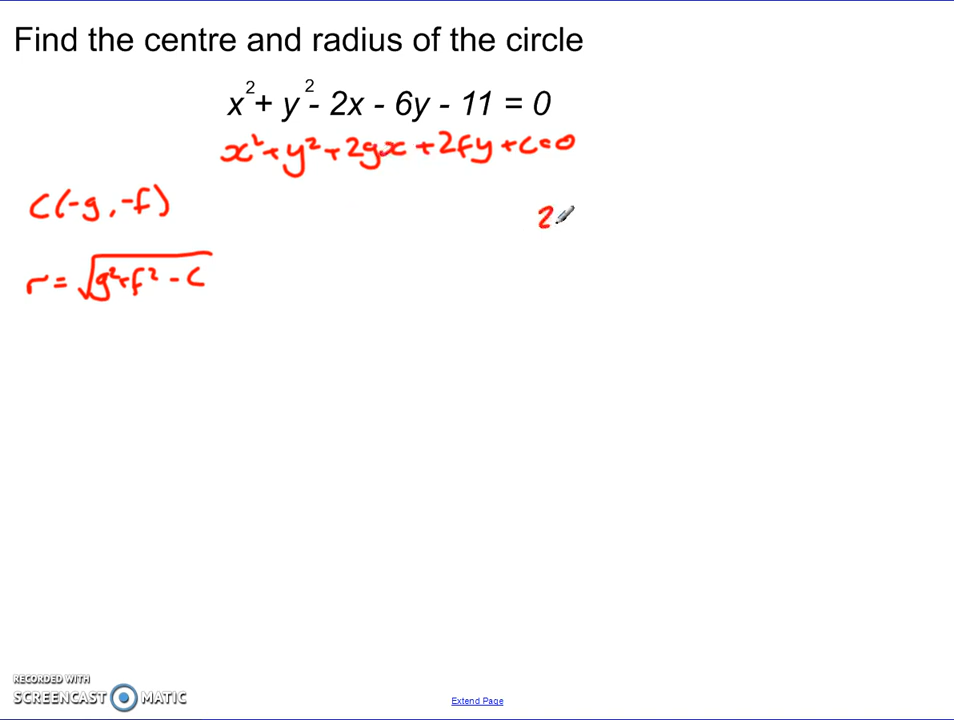 Find the centre and radius of the circle
x² + y² - 2x - 6y - 11 = 0
x² + y² + 2gx + 2fy + c = 0
C(-g, -f)
2
r = √(g² + f² - c)
RECORDED WITH
SCREENCAST MATIC
Extend Page